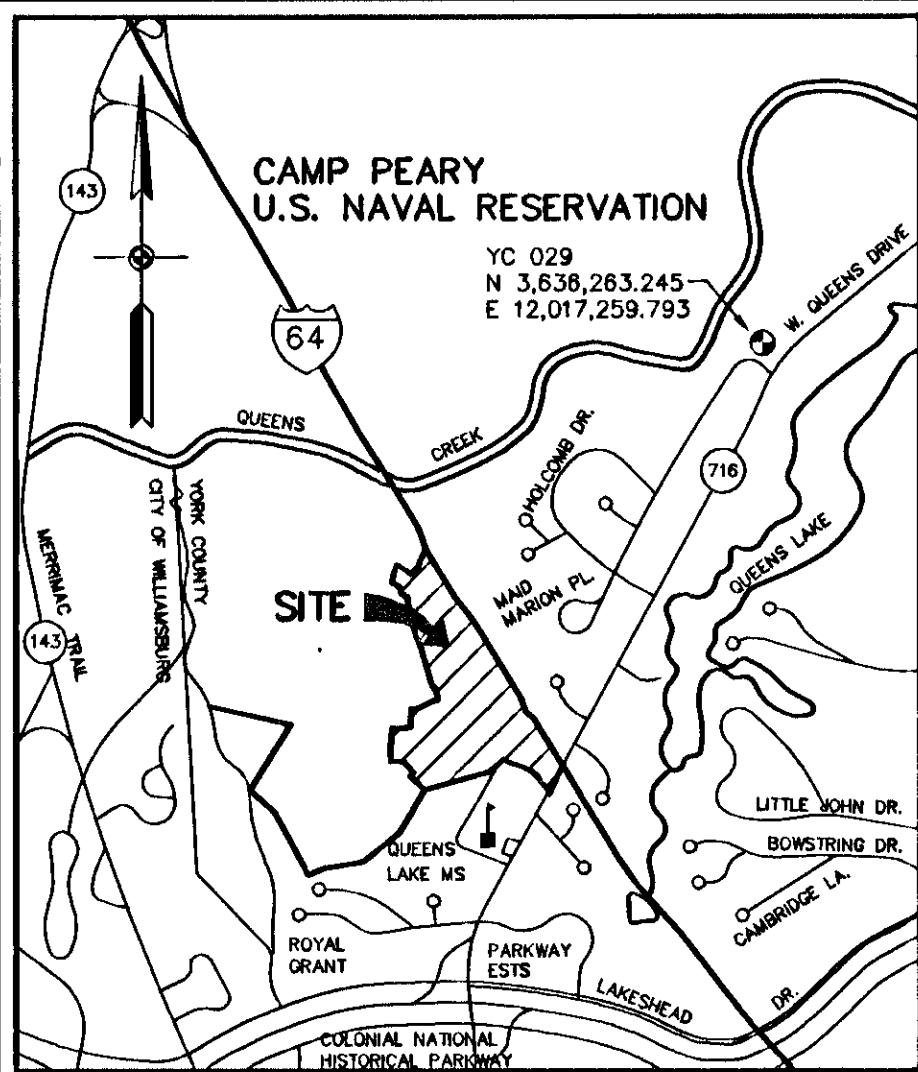 143
CAMP PEARY
U.S. NAVAL RESERVATION
YC 029
N 3,636,263.245
E 12,017,259.793
W. QUEENS DRIVE
64
QUEENS
CREEK
HOLCOMB DR.
716
YORK COUNTY
CITY OF WILLIAMSBURG
MERRIMAC TRAIL
143
SITE
MAID
MARION PL.
QUEENS LAKE
LITTLE JOHN DR.
BOWSTRING DR.
CAMBRIDGE LA.
QUEENS
LAKE MS
ROYAL
GRANT
PARKWAY
ESTS
LAKESHEAD DR.
COLONIAL NATIONAL
HISTORICAL PARKWAY